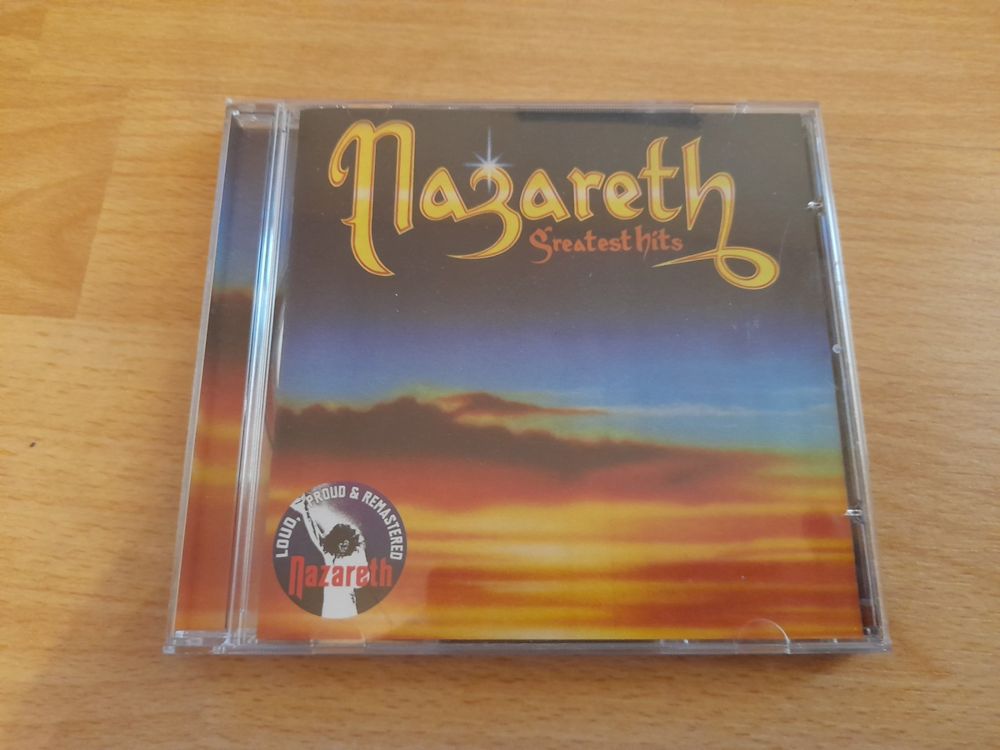 Nazareth
Greatest hits
LOUD, PROUD & REMASTERED
Nazareth